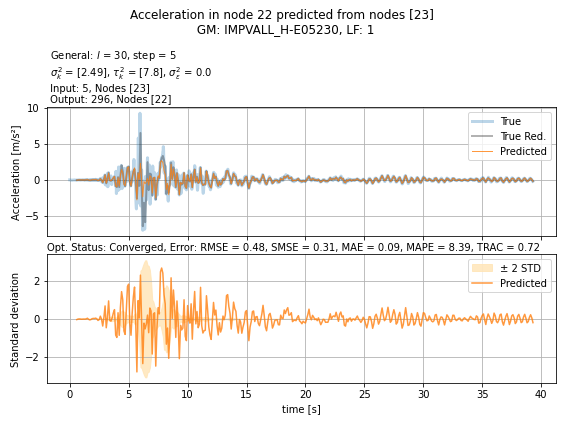 Acceleration in node 22 predicted from nodes [23]
GM: IMPVALL_H-E05230, LF: 1
General: l = 30, step = 5
σ²ₖ = [2.49], τ²ₖ = [7.8], σ²ε = 0.0
Input: 5, Nodes [23]
Output: 296, Nodes [22]
Acceleration [m/s²]
10
5
0
−5
True
True Red.
Predicted
Opt. Status: Converged, Error: RMSE = 0.48, SMSE = 0.31, MAE = 0.09, MAPE = 8.39, TRAC = 0.72
Standard deviation
2
0
−2
± 2 STD
Predicted
0 5 10 15 20 25 30 35 40
time [s]